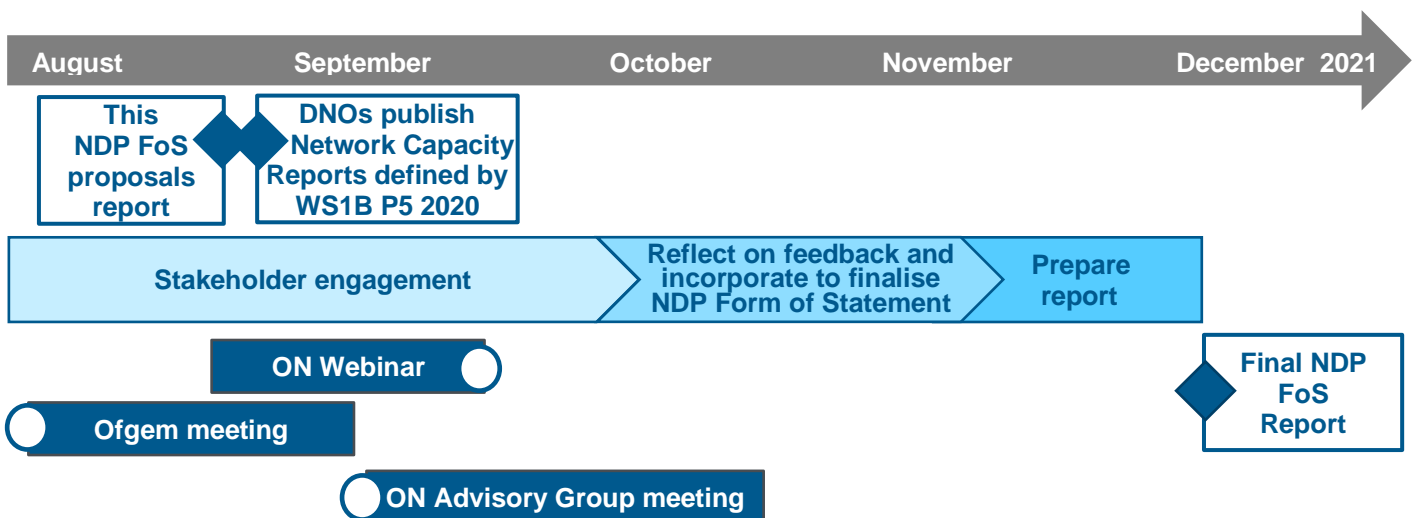 August September October November December 2021
This
NDP FoS
proposals
report
DNOs publish
Network Capacity
Reports defined by
WS1B P5 2020
Stakeholder engagement
Reflect on feedback and
incorporate to finalise
NDP Form of Statement
Prepare
report
ON Webinar
Final NDP
FoS
Report
Ofgem meeting
ON Advisory Group meeting